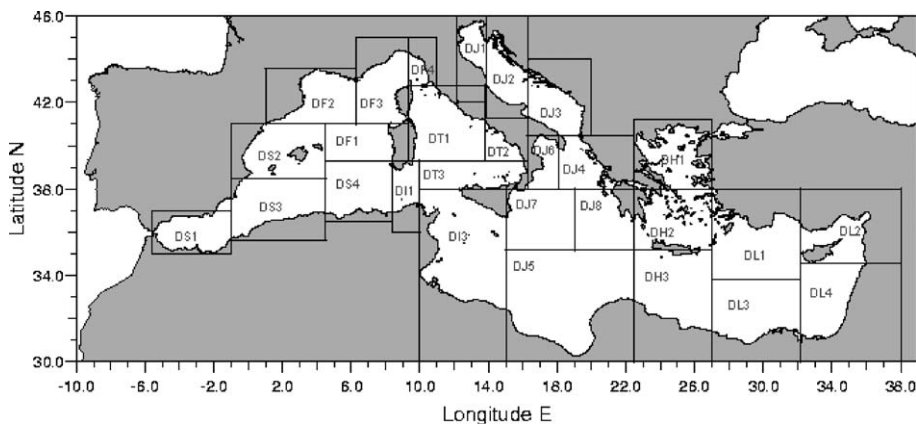 46.0
42.0
38.0
34.0
30.0
Latitude N
DJ1
DF4
DJ2
DF2
DF3
DJ3
DT1
DF1
DS2
DT2
DJ6
DH1
DT3
DJ4
DS4
DI1
DS3
DJ7
DJ8
DS1
DI3
DH2
DL2
DL1
DJ5
DH3
DL4
DL3
-10.0 -6.0 -2.0 2.0 6.0 10.0 14.0 18.0 22.0 26.0 30.0 34.0 38.0
Longitude E